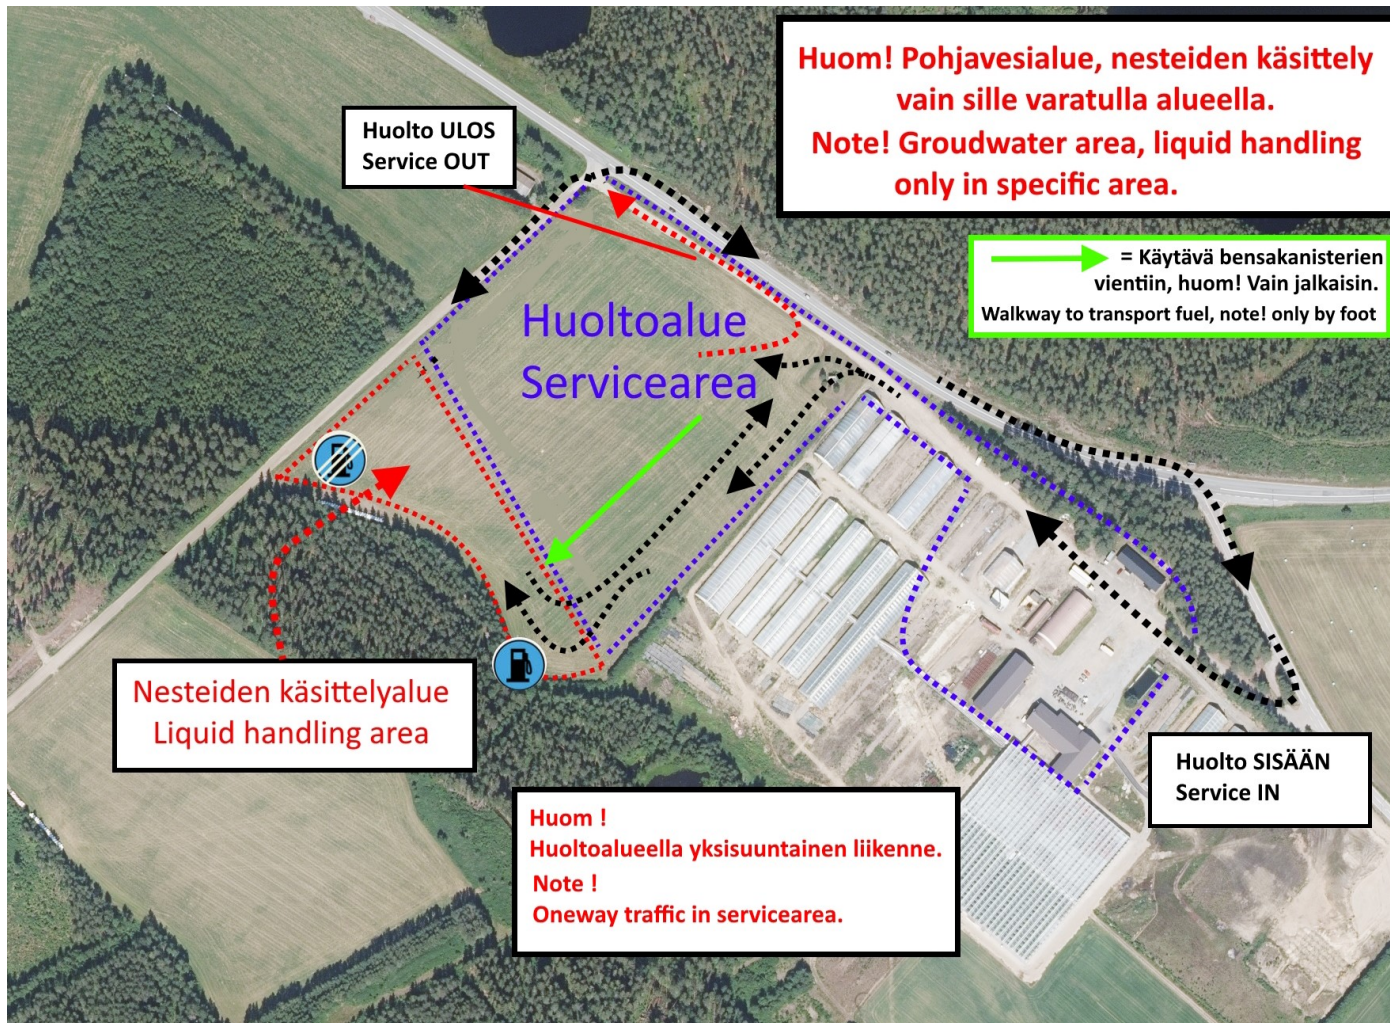 Huom! Pohjavesialue, nesteiden käsittely
vain sille varatulla alueella.
Note! Groudwater area, liquid handling
only in specific area.
Huolto ULOS
Service OUT
= Käytävä bensakanisterien
vientiin, huom! Vain jalkaisin.
Walkway to transport fuel, note! only by foot
Huoltoalue
Servicearea
Nesteiden käsittelyalue
Liquid handling area
Huolto SISÄÄN
Service IN
Huom !
Huoltoalueella yksisuuntainen liikenne.
Note !
Oneway traffic in servicearea.